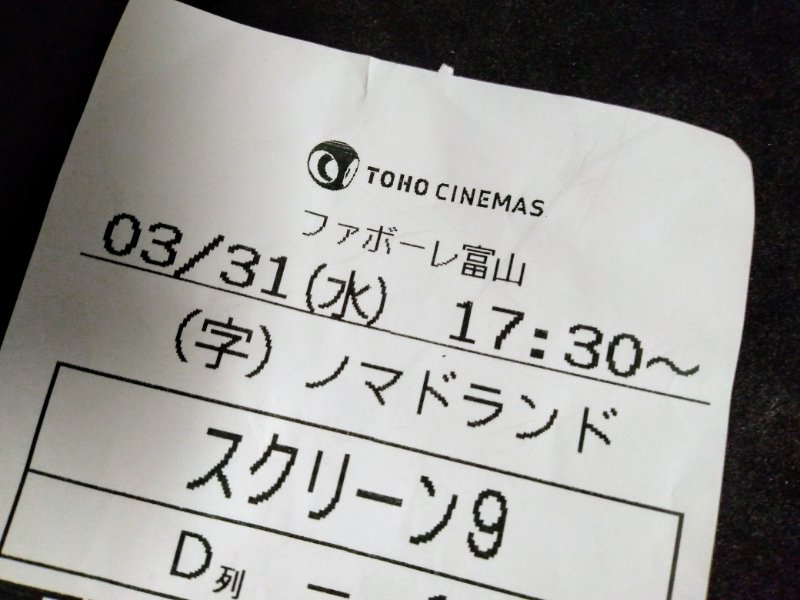 TOHO CINEMAS
ファボーレ富山
03/31(水) 17:30～
(字) ノマドランド
スクリーン9
D列 －